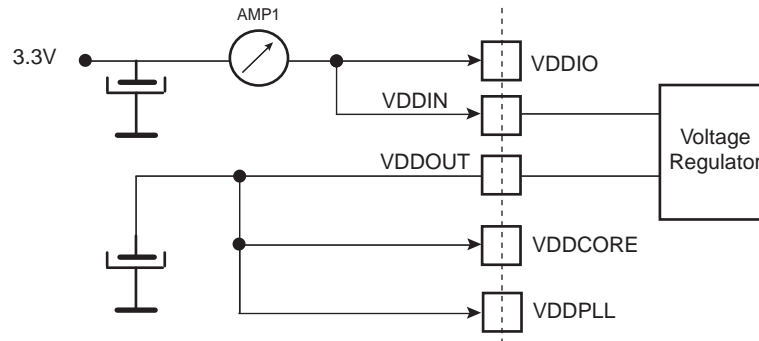 AMP1
3.3V
VDDIO
VDDIN
Voltage
Regulator
VDDOUT
VDDCORE
VDDPLL